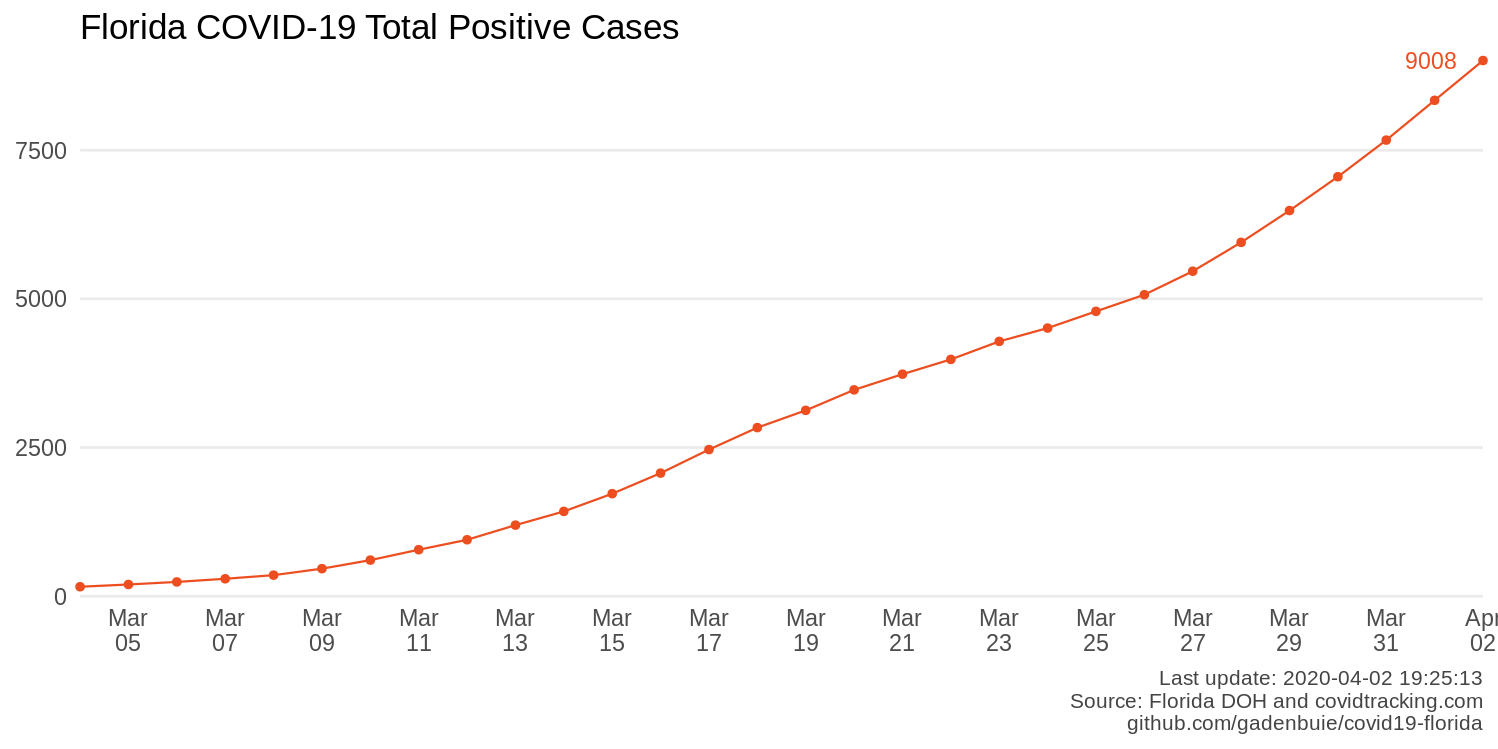 Florida COVID-19 Total Positive Cases
9008
7500
5000
2500
0
Mar Mar Mar Mar Mar Mar Mar Mar Mar Mar Mar Mar Mar Mar Apr
05 07 09 11 13 15 17 19 21 23 25 27 29 31 02
Last update: 2020-04-02 19:25:13
Source: Florida DOH and covidtracking.com
github.com/gadenbuie/covid19-florida